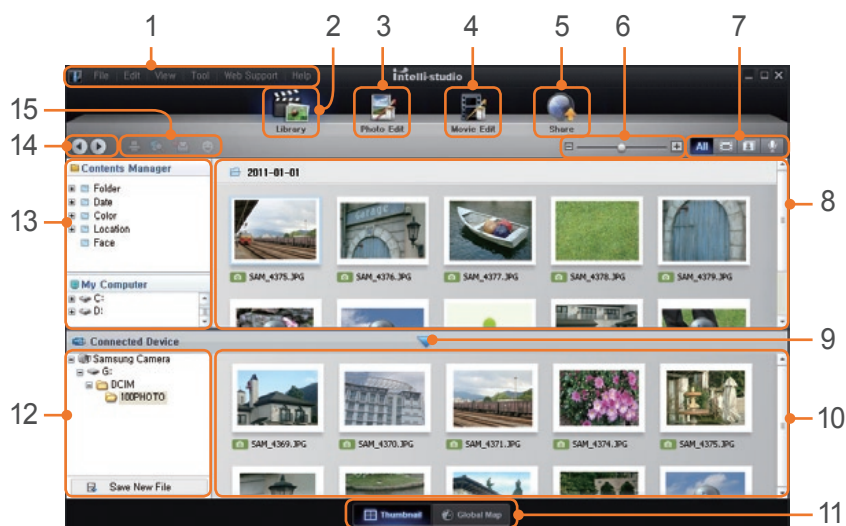 1 2 3 4 5 6 7
File Edit View Tool Web Support Help
intelli-studio
Library Photo Edit Movie Edit Share
15
14
All
Contents Manager
2011-01-01
13
8
Folder
Date
Color
Location
Face
SAM_4375.JPG SAM_4376.JPG SAM_4377.JPG SAM_4378.JPG SAM_4379.JPG
My Computer
C:
D:
Connected Device
9
Samsung Camera
G:
DCIM
100PHOTO
12
10
SAM_4369.JPG SAM_4370.JPG SAM_4371.JPG SAM_4374.JPG SAM_4375.JPG
Save New File
Thumbnail Global Map
11